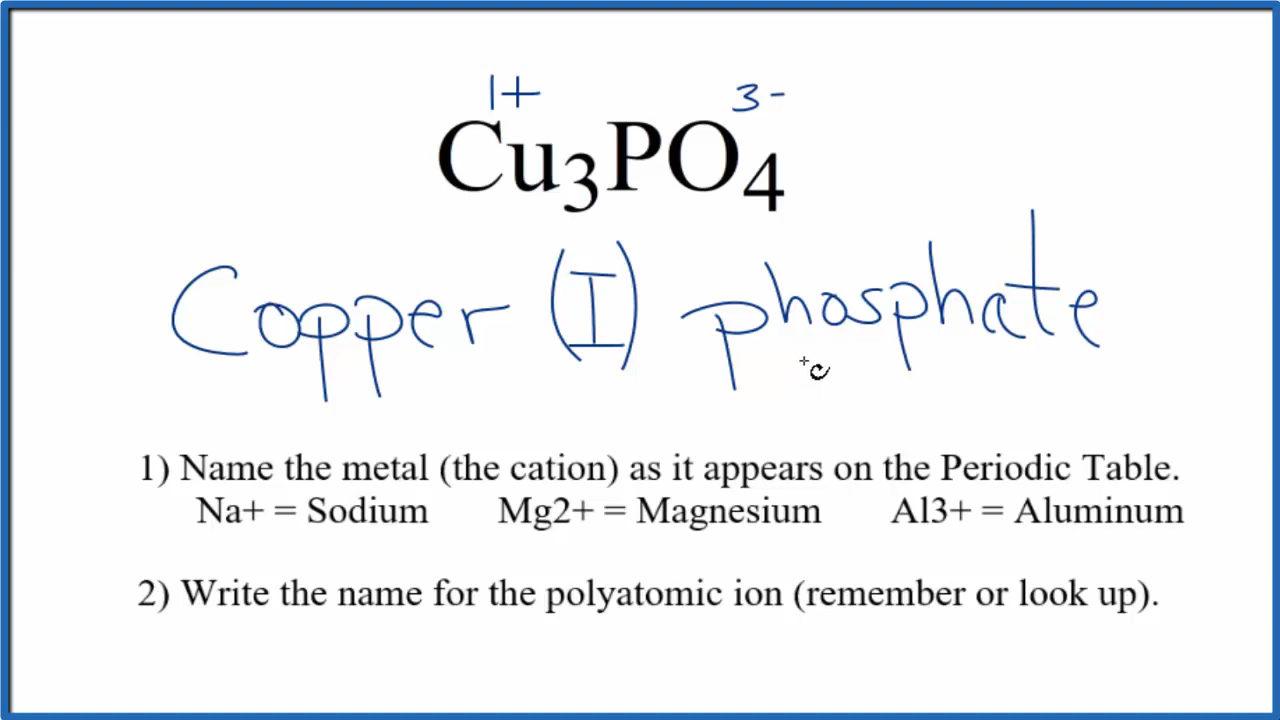 1+ 3-
Cu₃PO₄
Copper (I) phosphate
1) Name the metal (the cation) as it appears on the Periodic Table.
Na+ = Sodium Mg2+ = Magnesium Al3+ = Aluminum
2) Write the name for the polyatomic ion (remember or look up).